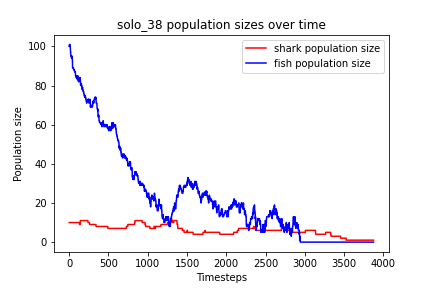 solo_38 population sizes over time
shark population size
fish population size
Population size
100
80
60
40
20
0
0 500 1000 1500 2000 2500 3000 3500 4000
Timesteps